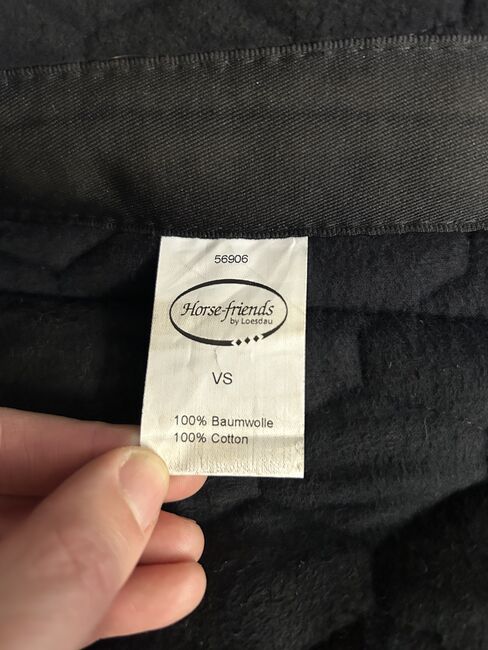 56906
Horse-friends
by Loesdau
VS
100% Baumwolle
100% Cotton